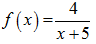 f(x) = 4/(x+5)